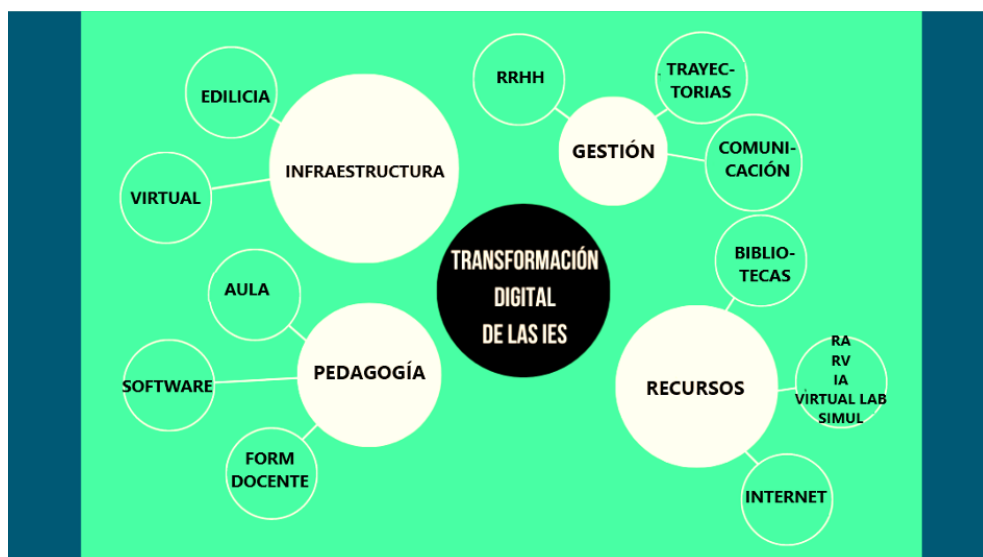 EDILICIA
VIRTUAL
INFRAESTRUCTURA
RRHH
TRAYEC-
TORIAS
GESTIÓN
COMUNI-
CACIÓN
TRANSFORMACIÓN
DIGITAL
DE LAS IES
AULA
SOFTWARE
PEDAGOGÍA
FORM
DOCENTE
BIBLIO-
TECAS
RECURSOS
RA
RV
IA
VIRTUAL LAB
SIMUL
INTERNET